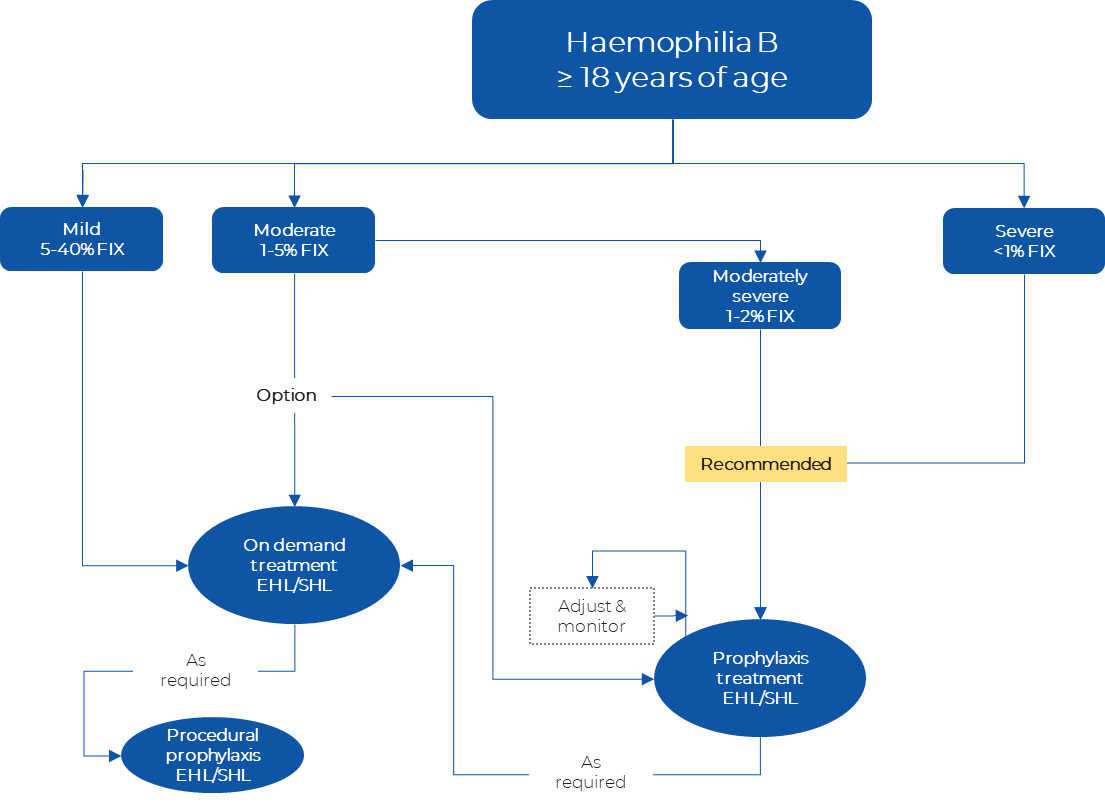 Haemophilia B
≥ 18 years of age
Mild
5-40% FIX
Moderate
1-5% FIX
Severe
<1% FIX
Moderately
severe
1-2% FIX
Option
Recommended
On demand
treatment
EHL/SHL
Adjust &
monitor
Prophylaxis
treatment
EHL/SHL
As
required
Procedural
prophylaxis
EHL/SHL
As
required